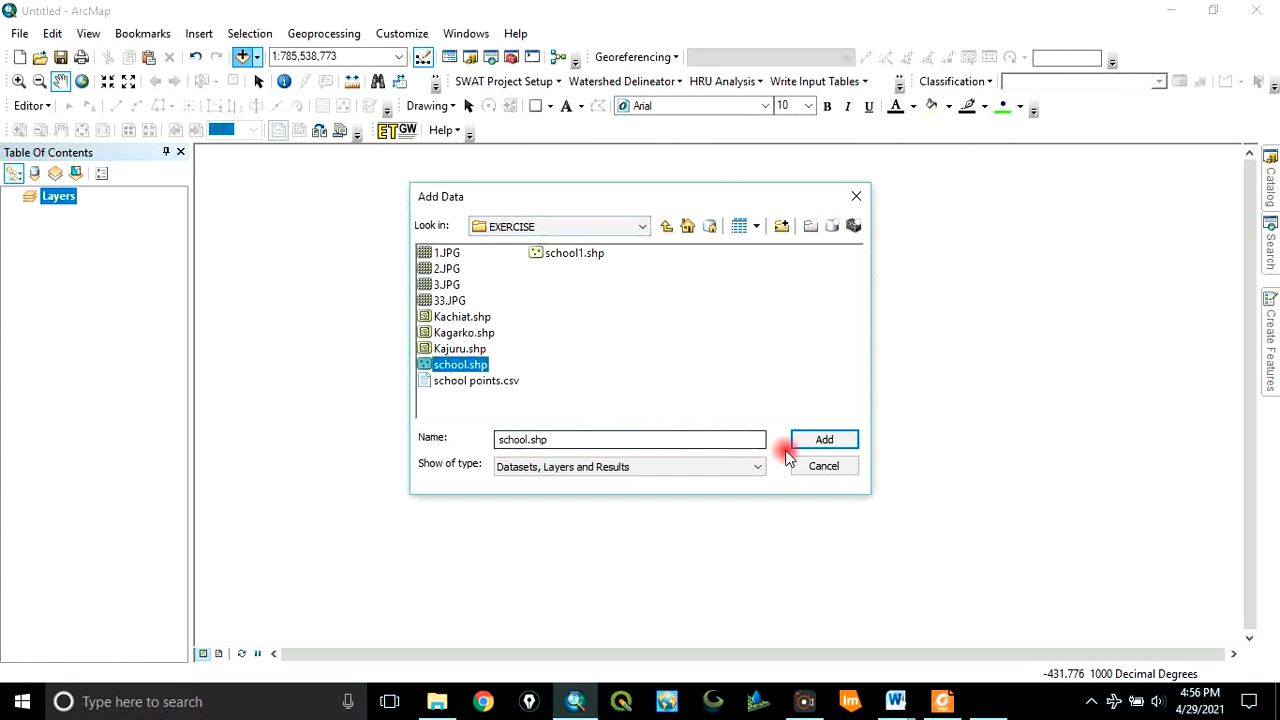 Untitled - ArcMap
File Edit View Bookmarks Insert Selection Geoprocessing Customize Windows Help
1:785,538,773 Georeferencing
SWAT Project Setup Watershed Delineator HRU Analysis Write Input Tables Classification
Editor Drawing Arial 10 B I U A
ET GW Help
Table Of Contents
Layers
Catalog
Search
Create Features
Add Data
Look in: EXERCISE
1.JPG school1.shp
2.JPG
3.JPG
33.JPG
Kachiat.shp
Kagarko.shp
Kajuru.shp
school.shp
school points.csv
Name: school.shp Add
Show of type: Datasets, Layers and Results Cancel
-431.776 1000 Decimal Degrees
Type here to search
4:56 PM
4/29/2021